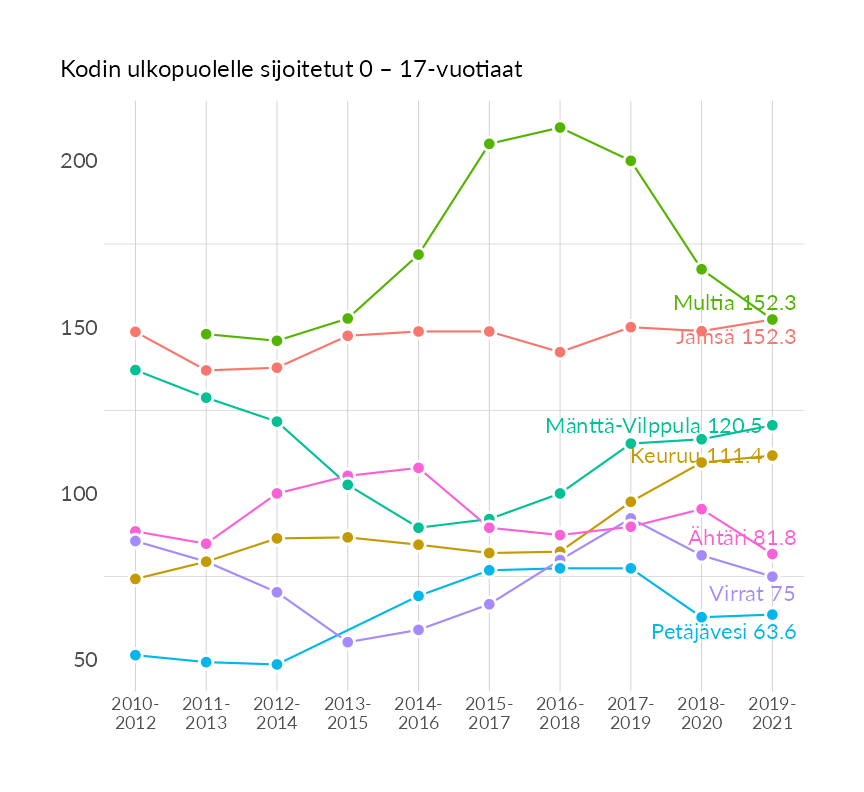 Kodin ulkopuolelle sijoitetut 0 – 17-vuotiaat
200
150
100
50
Multia 152.3
Jämsä 152.3
Mänttä-Vilppula 120.5
Keuruu 111.4
Ähtäri 81.8
Virrat 75
Petäjävesi 63.6
2010- 2011- 2012- 2013- 2014- 2015- 2016- 2017- 2018- 2019-
2012 2013 2014 2015 2016 2017 2018 2019 2020 2021